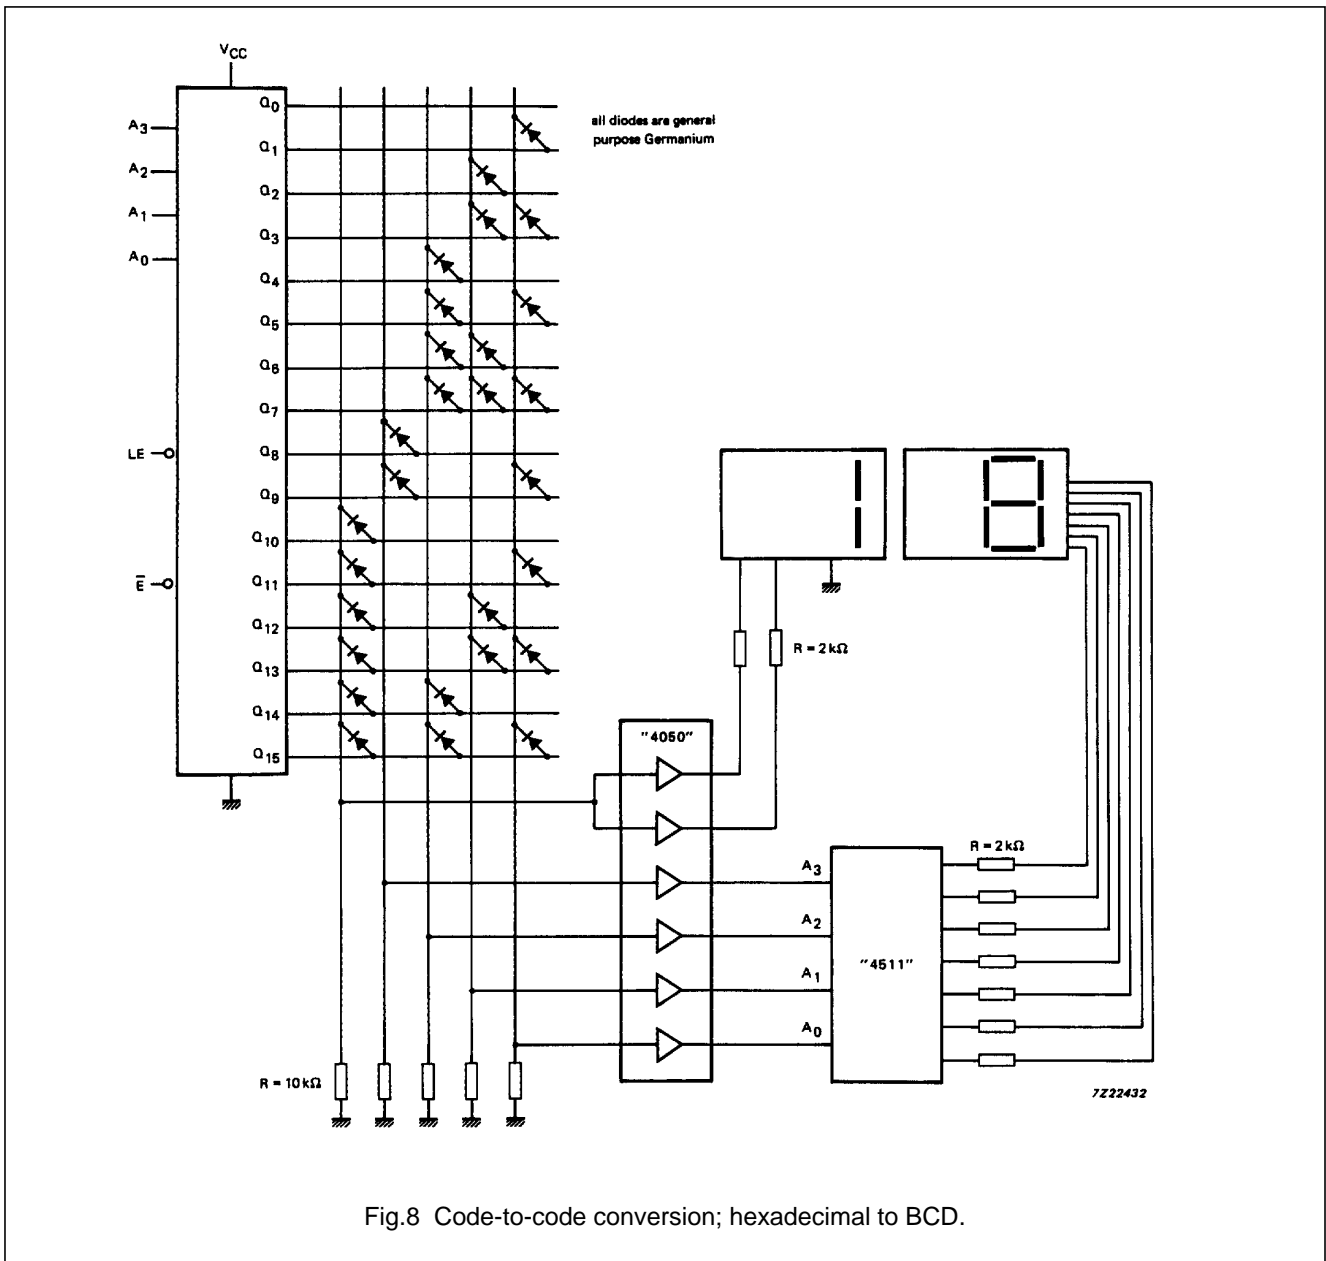 VCC
A3
A2
A1
A0
LE
E̅
Q0
Q1
Q2
Q3
Q4
Q5
Q6
Q7
Q8
Q9
Q10
Q11
Q12
Q13
Q14
Q15
all diodes are general
purpose Germanium
R = 2 kΩ
"4050"
A3
A2
A1
A0
"4511"
R = 2 kΩ
R = 10 kΩ
7Z22432
Fig.8 Code-to-code conversion; hexadecimal to BCD.